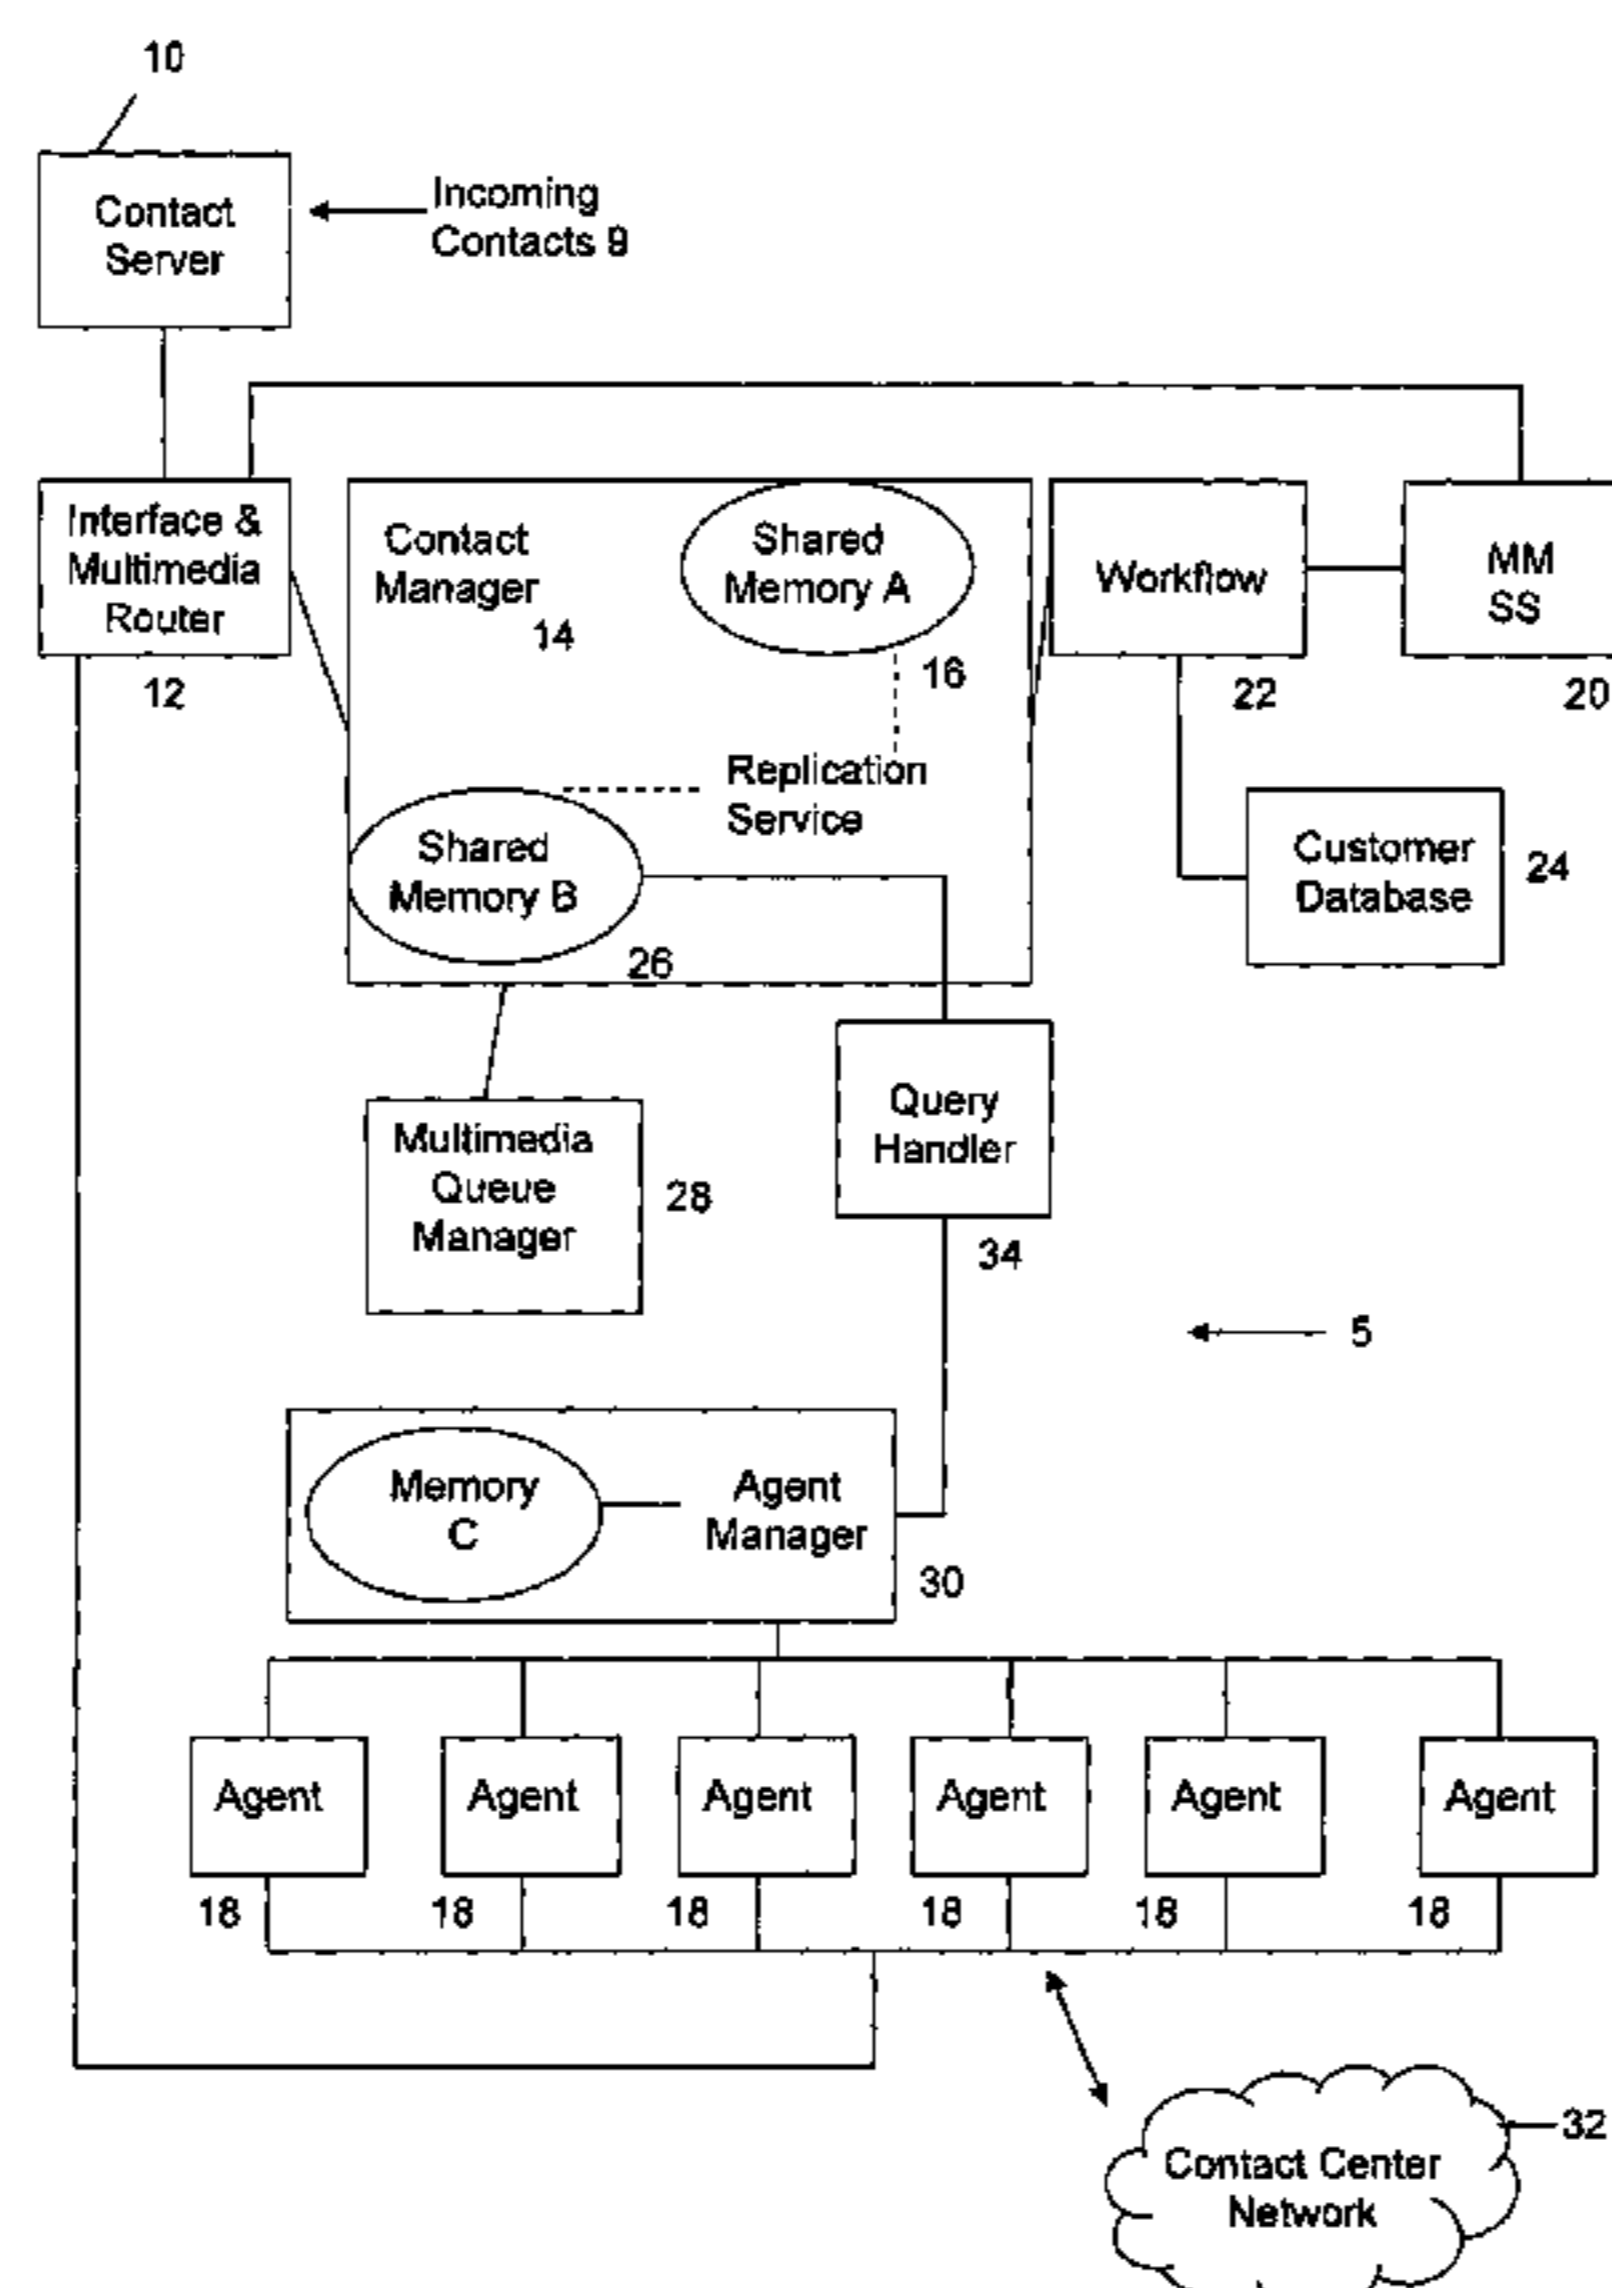 10
Contact
Server
Incoming
Contacts 9
Interface &
Multimedia
Router
12
Contact
Manager
14
Shared
Memory A
16
Workflow
22
MM
SS
20
Replication
Service
Shared
Memory B
26
Customer
Database
24
Multimedia
Queue
Manager
28
Query
Handler
34
5
Memory
C
Agent
Manager
30
Agent
Agent
Agent
Agent
Agent
Agent
18
18
18
18
18
18
32
Contact Center
Network